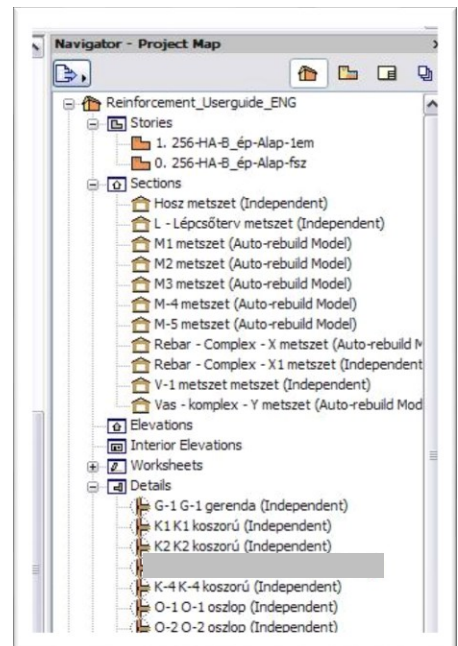 Navigator - Project Map
Reinforcement_Userguide_ENG
Stories
1. 256-HA-B_ép-Alap-1em
0. 256-HA-B_ép-Alap-fsz
Sections
Hosz metszet (Independent)
L - Lépcsőterv metszet (Independent)
M1 metszet (Auto-rebuild Model)
M2 metszet (Auto-rebuild Model)
M3 metszet (Auto-rebuild Model)
M-4 metszet (Auto-rebuild Model)
M-5 metszet (Auto-rebuild Model)
Rebar - Complex - X metszet (Auto-rebuild M
Rebar - Complex - X1 metszet (Independent
V-1 metszet metszet (Independent)
Vas - komplex - Y metszet (Auto-rebuild Mod
Elevations
Interior Elevations
Worksheets
Details
G-1 G-1 gerenda (Independent)
K1 K1 koszorú (Independent)
K2 K2 koszorú (Independent)
K-4 K-4 koszorú (Independent)
O-1 O-1 oszlop (Independent)
O-2 O-2 oszlop (Independent)